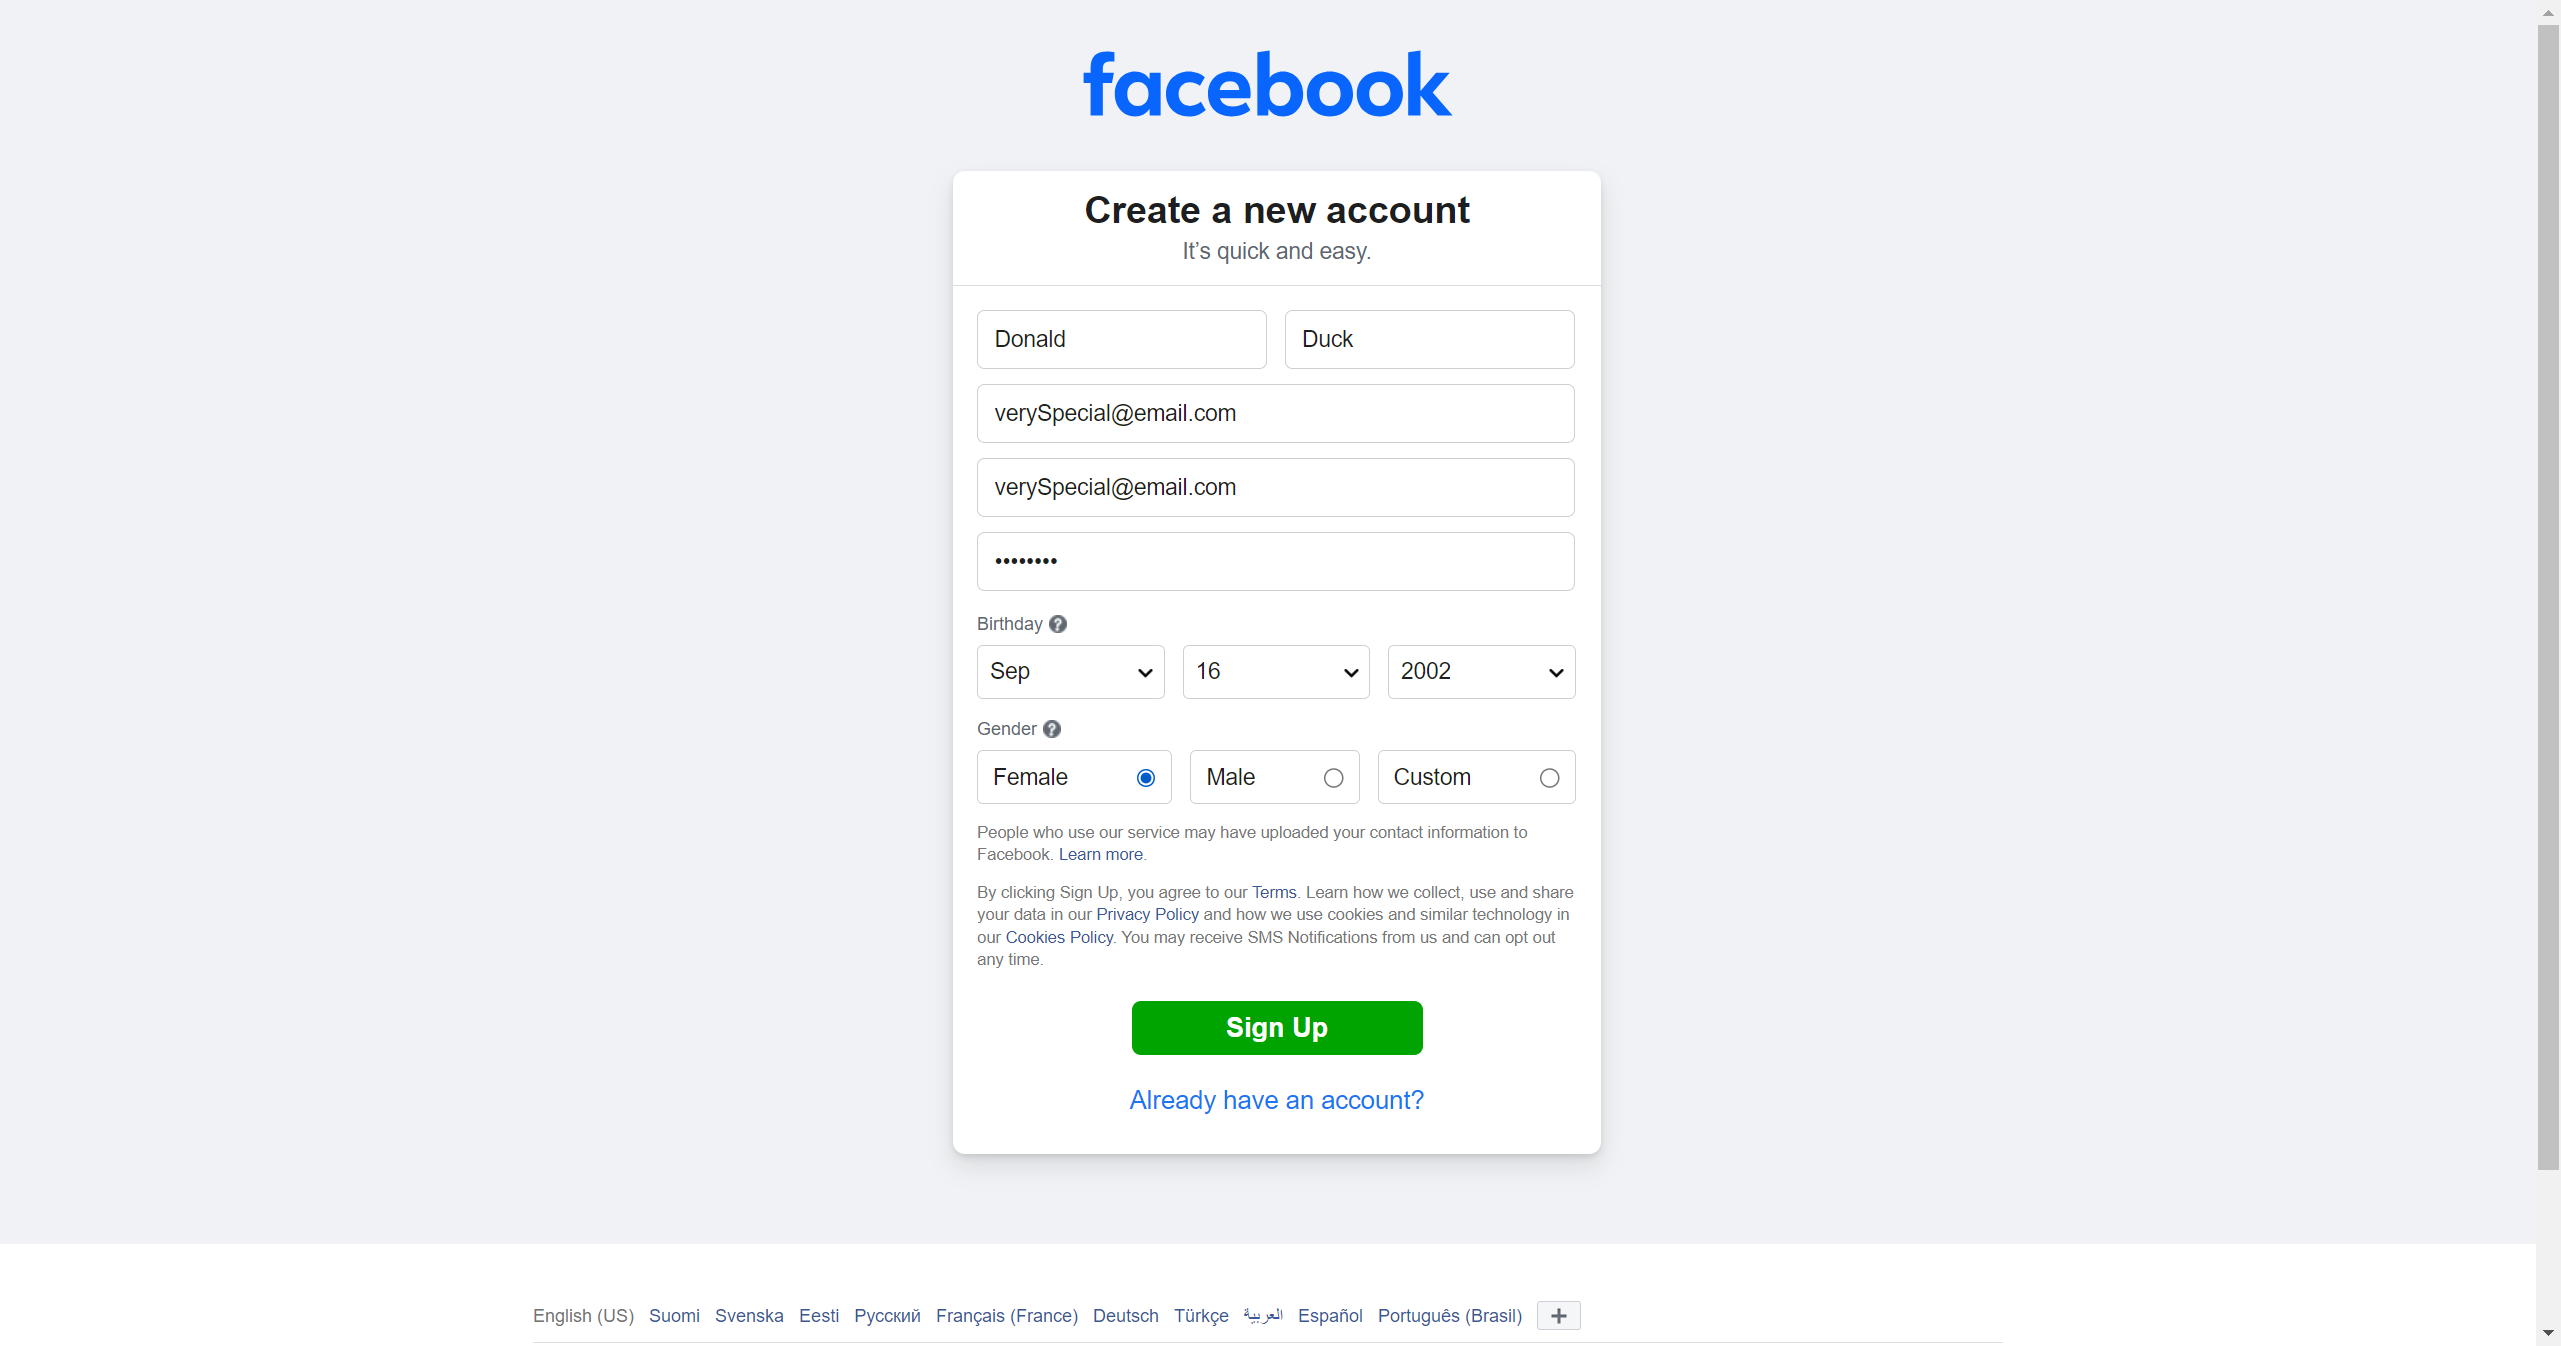 facebook
Create a new account
It’s quick and easy.
Donald Duck
verySpecial@email.com
verySpecial@email.com
••••••••
Birthday ?
Sep 16 2002
Gender ?
Female Male Custom
People who use our service may have uploaded your contact information to
Facebook. Learn more.
By clicking Sign Up, you agree to our Terms. Learn how we collect, use and share
your data in our Privacy Policy and how we use cookies and similar technology in
our Cookies Policy. You may receive SMS Notifications from us and can opt out
any time.
Sign Up
Already have an account?
English (US) Suomi Svenska Eesti Русский Français (France) Deutsch Türkçe العربية Español Português (Brasil) +